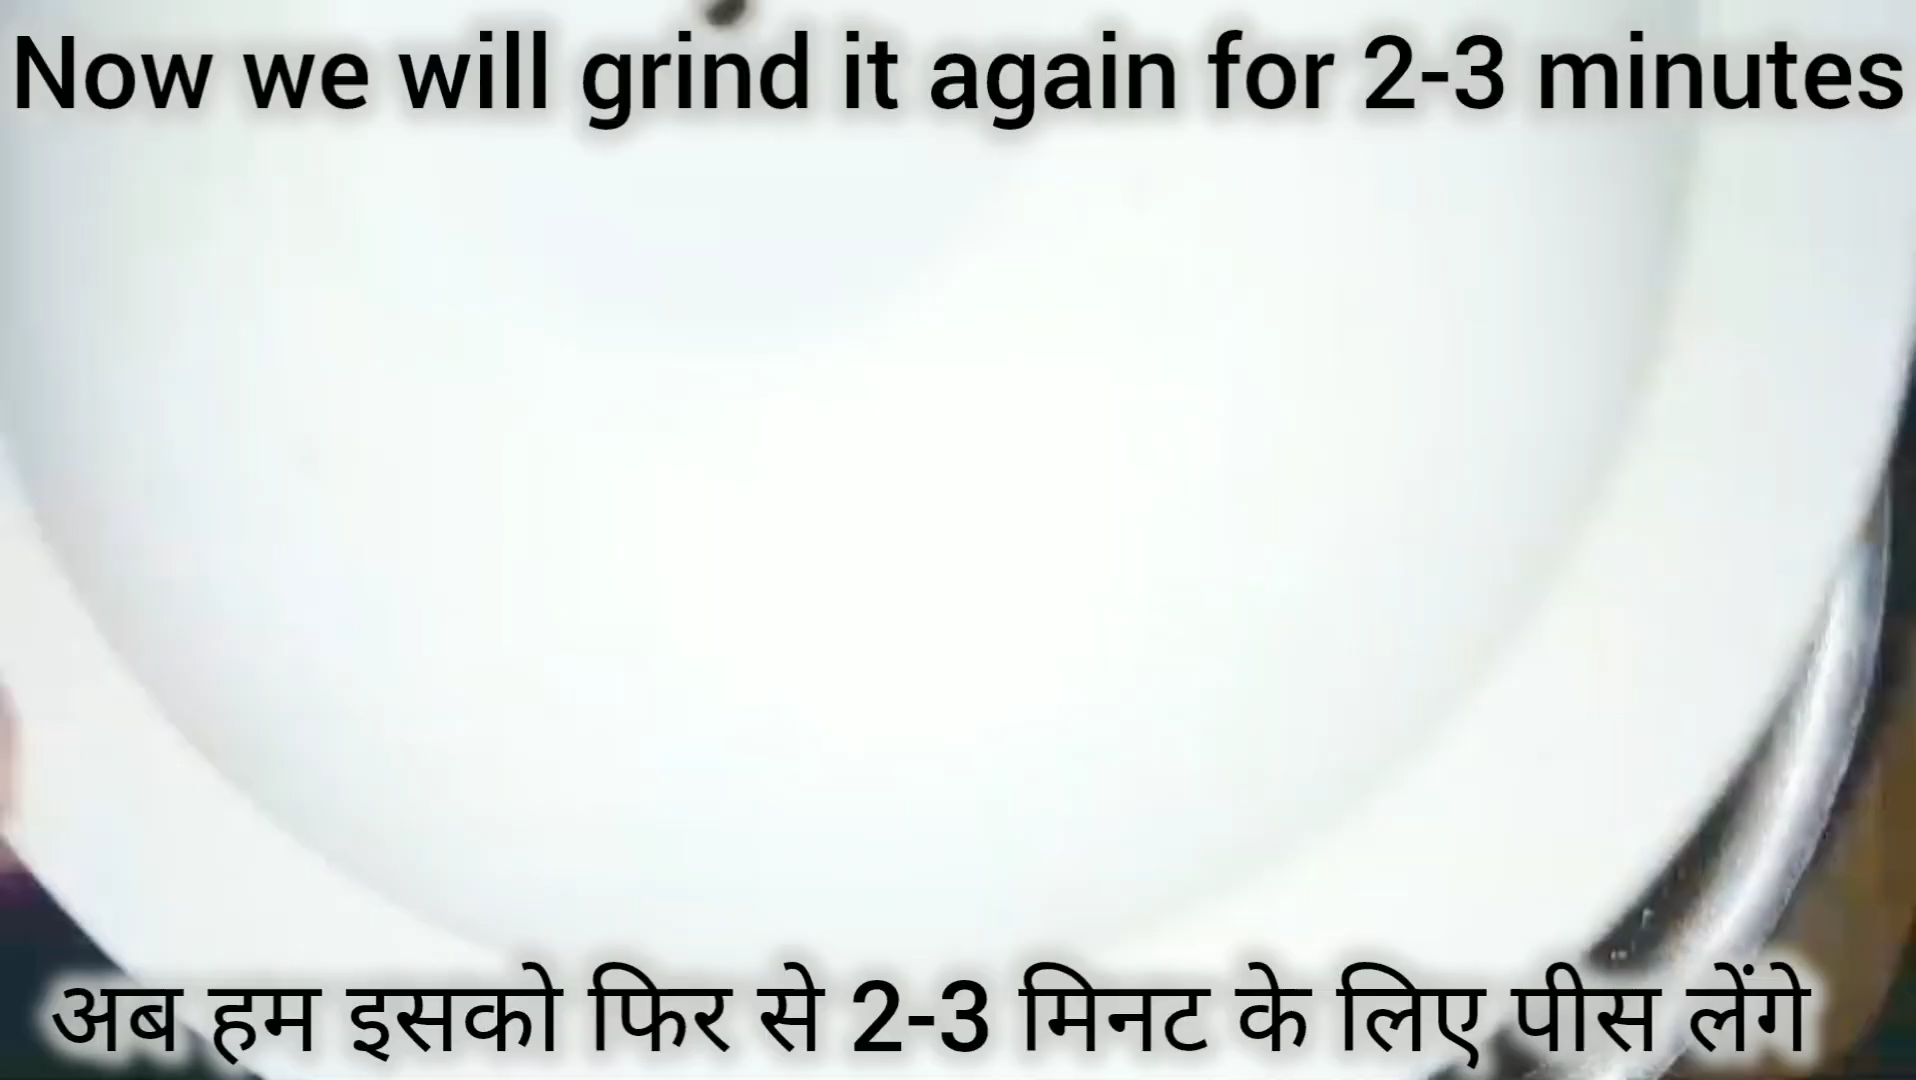 Now we will grind it again for 2-3 minutes
अब हम इसको फिर से 2-3 मिनट के लिए पीस लेंगे